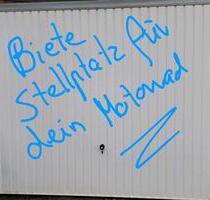 Biete
Stellplatz für
dein Motorrad